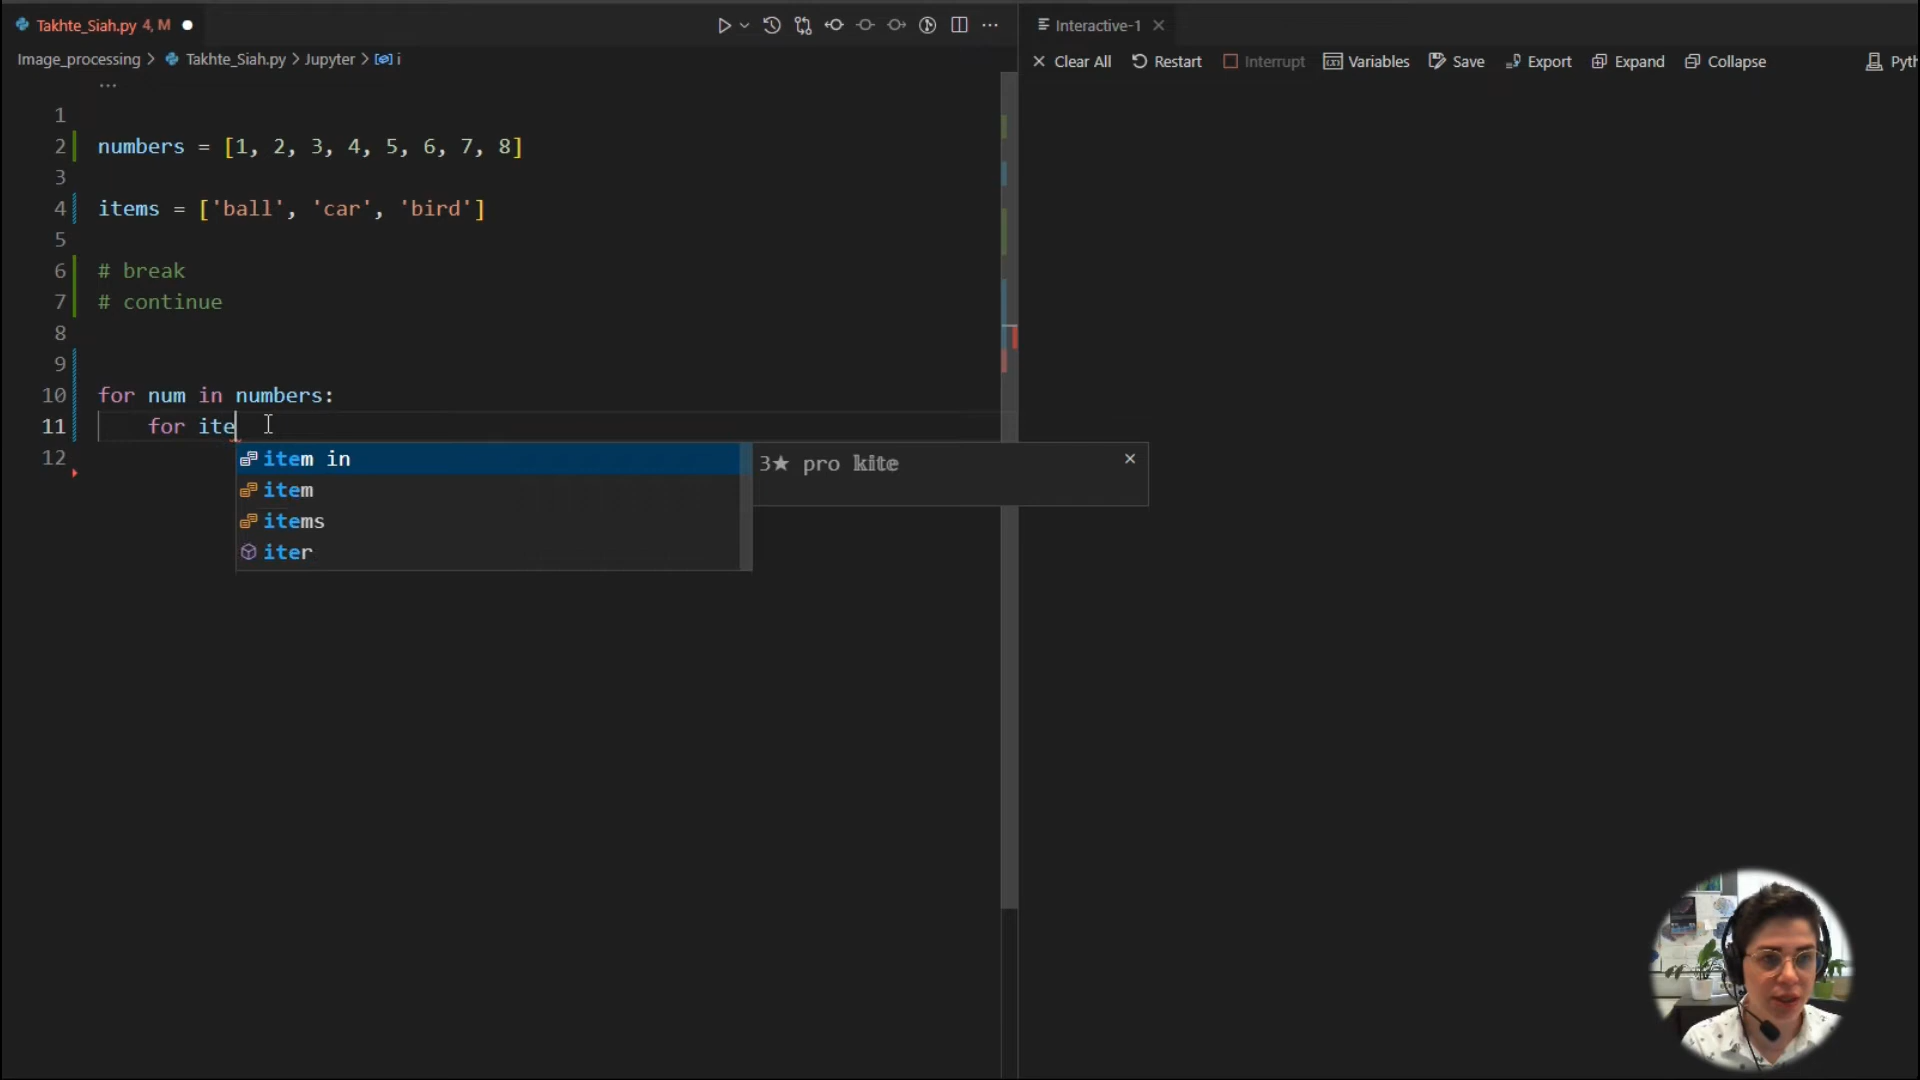 Takhte_Siah.py 4, M
Interactive-1
Image_processing > Takhte_Siah.py > Jupyter > i
Clear All Restart Interrupt Variables Save Export Expand Collapse Pyth
...
1
2 numbers = [1, 2, 3, 4, 5, 6, 7, 8]
3
4 items = ['ball', 'car', 'bird']
5
6 # break
7 # continue
8
9
10 for num in numbers:
11 for ite
12
item in
3★ pro kite
item
items
iter